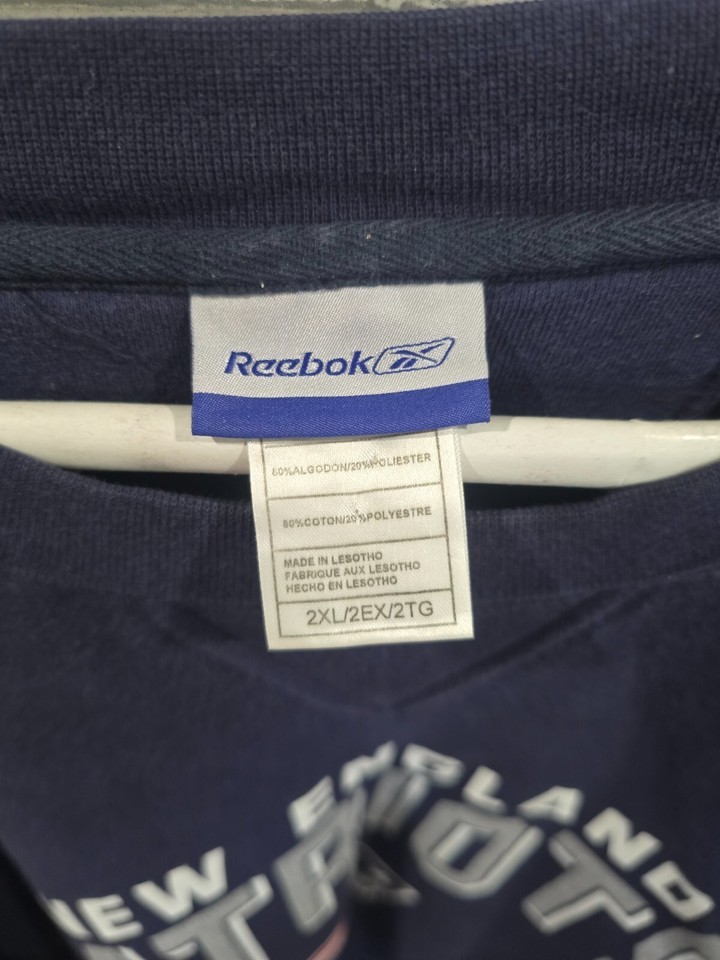 Reebok
80%ALGODON/20%POLIESTER
80%COTON/20%POLYESTRE
MADE IN LESOTHO
FABRIQUE AUX LESOTHO
HECHO EN LESOTHO
2XL/2EX/2TG
NEW ENGLAND